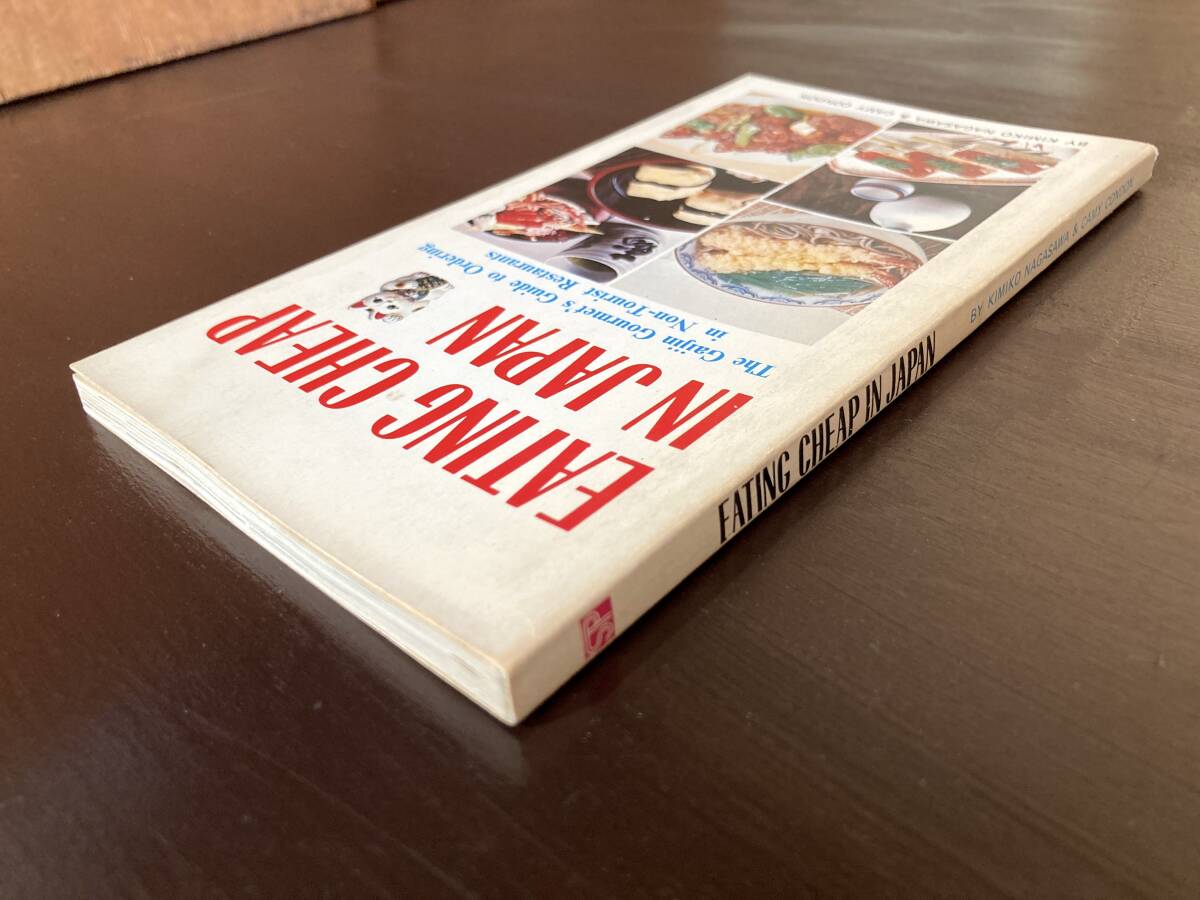 EATING CHEAP
IN JAPAN
The Gaijin Gourmet's Guide to Ordering
in Non-Tourist Restaurants
BY KIMIKO NAGASAWA & CAMY CONDON
EATING CHEAP IN JAPAN
BY KIMIKO NAGASAWA & CAMY CONDON
SP